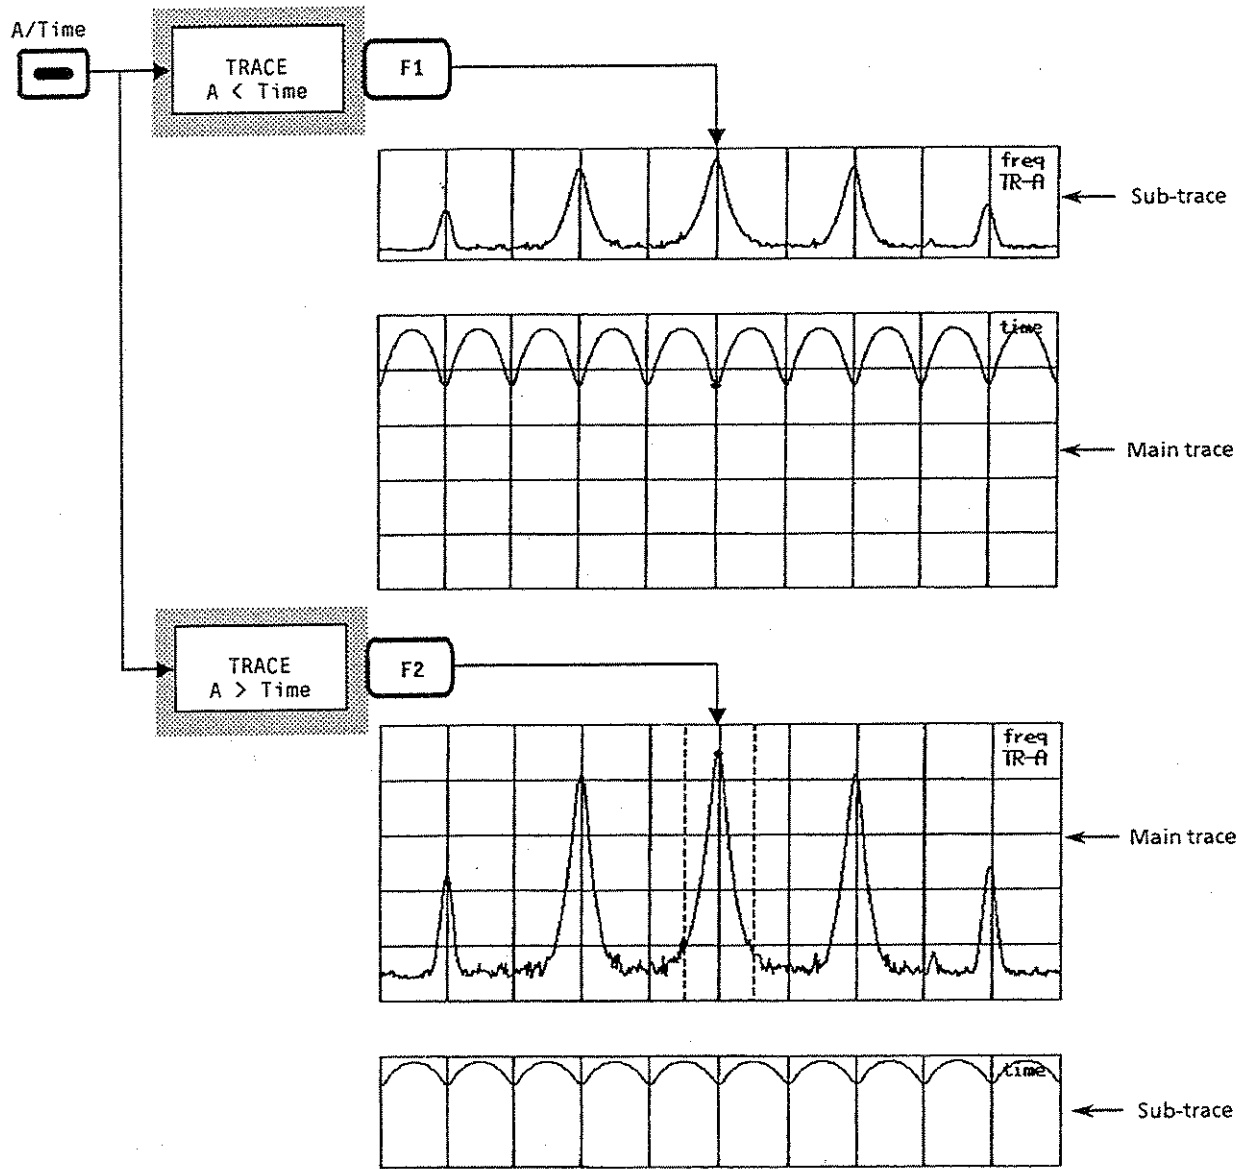 A/Time
TRACE
A < Time
F1
freq
TR-A
Sub-trace
time
Main trace
TRACE
A > Time
F2
freq
TR-A
Main trace
time
Sub-trace